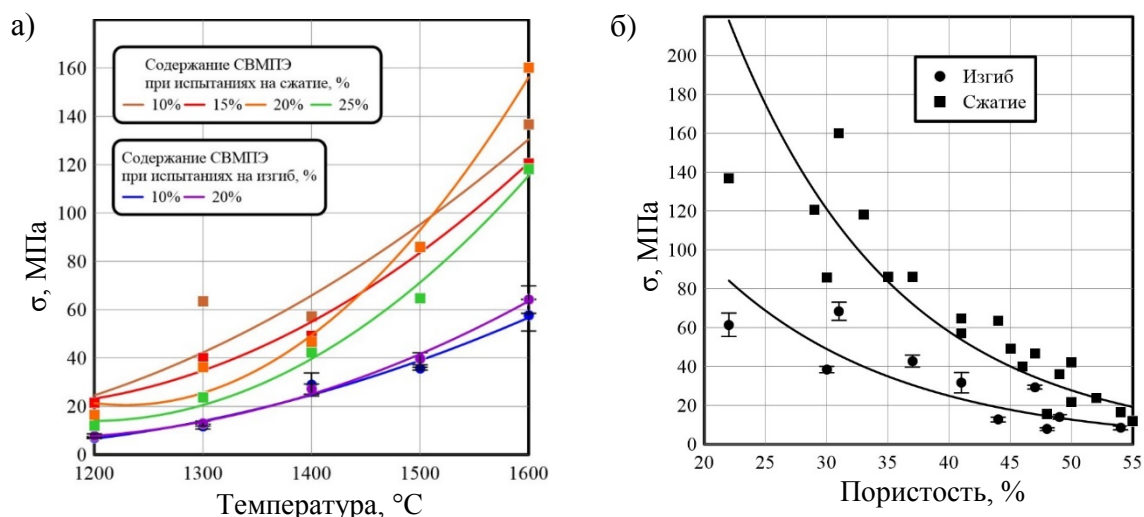 а)
σ, МПа
160
140
120
100
80
60
40
20
0
Содержание СВМПЭ
при испытаниях на сжатие, %
10% 15% 20% 25%
Содержание СВМПЭ
при испытаниях на изгиб, %
10% 20%
1200 1300 1400 1500 1600
Температура, °С
б)
σ, МПа
200
180
160
140
120
100
80
60
40
20
0
Изгиб
Сжатие
20 25 30 35 40 45 50 55
Пористость, %